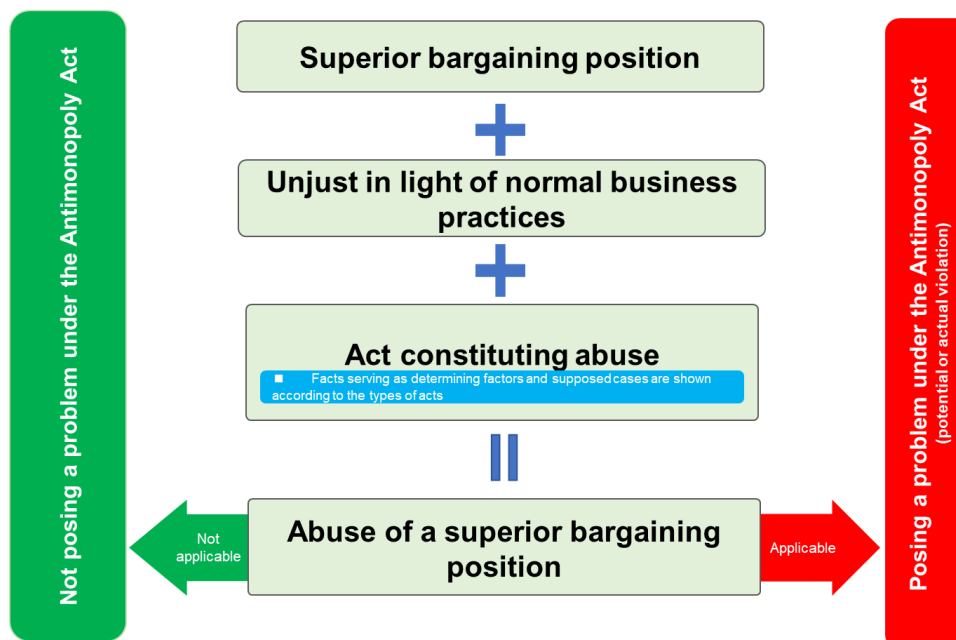 Not posing a problem under the Antimonopoly Act
Superior bargaining position
Unjust in light of normal business
practices
Act constituting abuse
Facts serving as determining factors and supposed cases are shown
according to the types of acts
Abuse of a superior bargaining
position
Not
applicable
Applicable
Posing a problem under the Antimonopoly Act
(potential or actual violation)